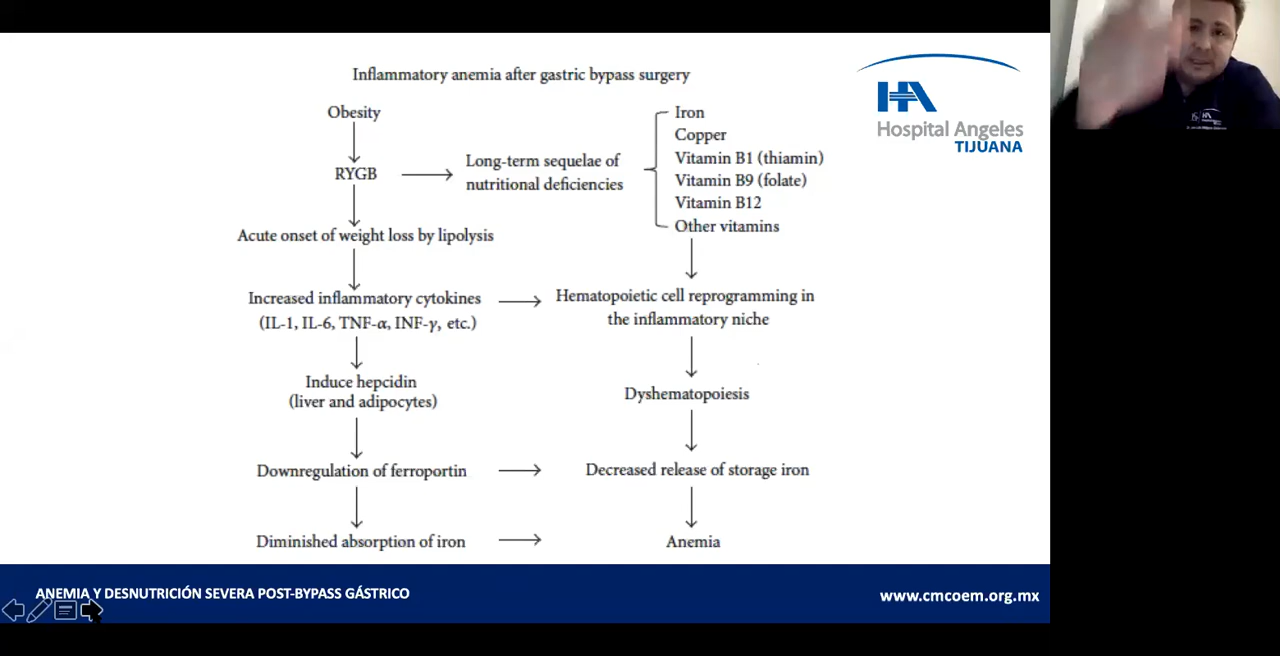 Inflammatory anemia after gastric bypass surgery
Obesity
RYGB
Long-term sequelae of
nutritional deficiencies
Iron
Copper
Vitamin B1 (thiamin)
Vitamin B9 (folate)
Vitamin B12
Other vitamins
Acute onset of weight loss by lipolysis
Increased inflammatory cytokines
(IL-1, IL-6, TNF-α, INF-γ, etc.)
Hematopoietic cell reprogramming in
the inflammatory niche
Induce hepcidin
(liver and adipocytes)
Dyshematopoiesis
Downregulation of ferroportin
Decreased release of storage iron
Diminished absorption of iron
Anemia
HA
Hospital Angeles
TIJUANA
ANEMIA Y DESNUTRICIÓN SEVERA POST-BYPASS GÁSTRICO
www.cmcoem.org.mx